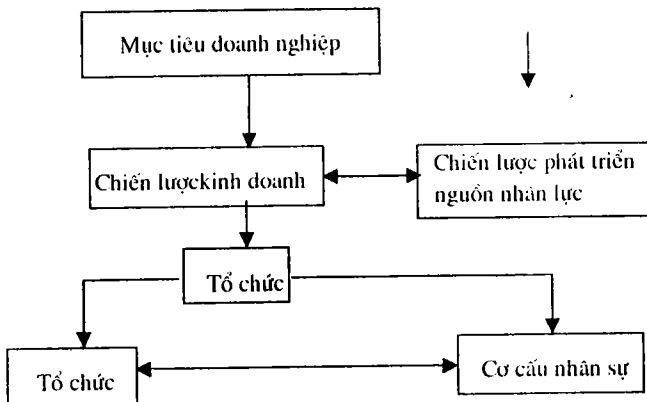 Mục tiêu doanh nghiệp
Chiến lượckinh doanh
Chiến lược phát triển
nguồn nhân lực
Tổ chức
Tổ chức
Cơ cấu nhân sự